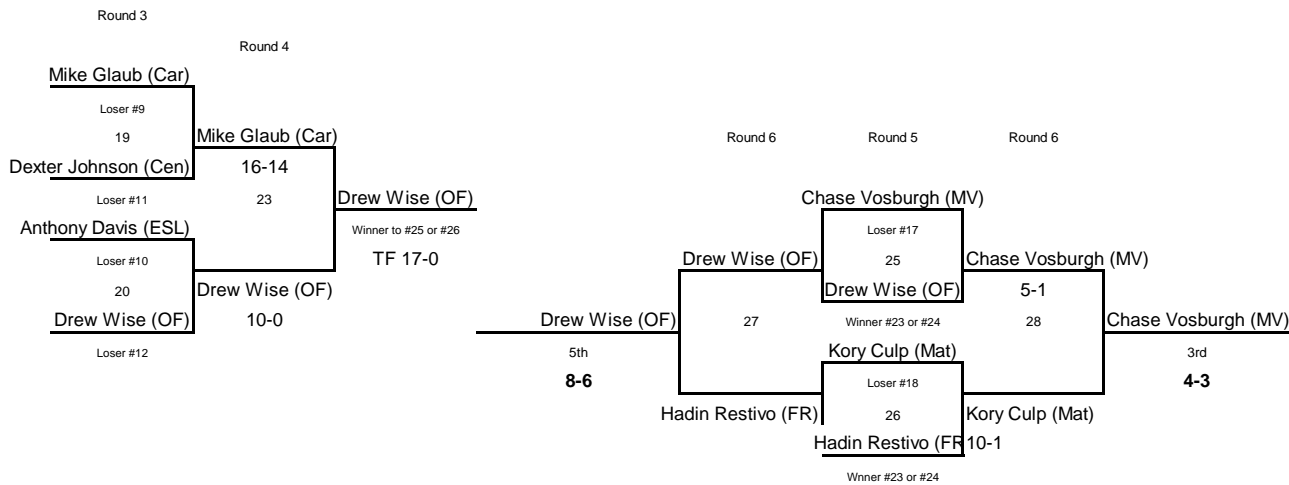 Round 3
Round 4
Mike Glaub (Car)
Loser #9
19
Mike Glaub (Car)
Dexter Johnson (Cen)
16-14
Loser #11
23
Drew Wise (OF)
Anthony Davis (ESL)
Winner to #25 or #26
Loser #10
TF 17-0
20
Drew Wise (OF)
Drew Wise (OF)
10-0
Loser #12
Round 6
Round 5
Round 6
Chase Vosburgh (MV)
Loser #17
Drew Wise (OF)
25
Chase Vosburgh (MV)
Drew Wise (OF)
5-1
Drew Wise (OF)
27
Winner #23 or #24
28
Chase Vosburgh (MV)
5th
Kory Culp (Mat)
3rd
8-6
Loser #18
4-3
Hadin Restivo (FR)
26
Kory Culp (Mat)
Hadin Restivo (FR
10-1
Wnner #23 or #24